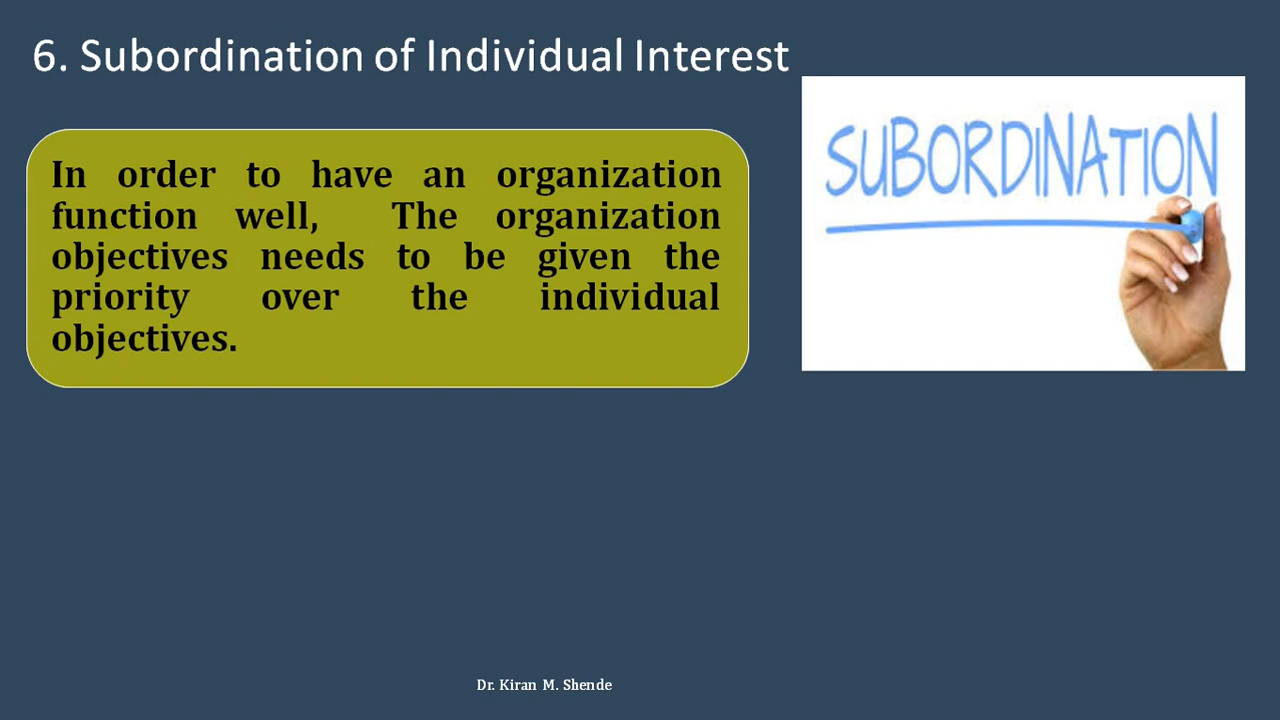 6. Subordination of Individual Interest
SUBORDINATION
In order to have an organization
function well, The organization
objectives needs to be given the
priority over the individual
objectives.
Dr. Kiran M. Shende